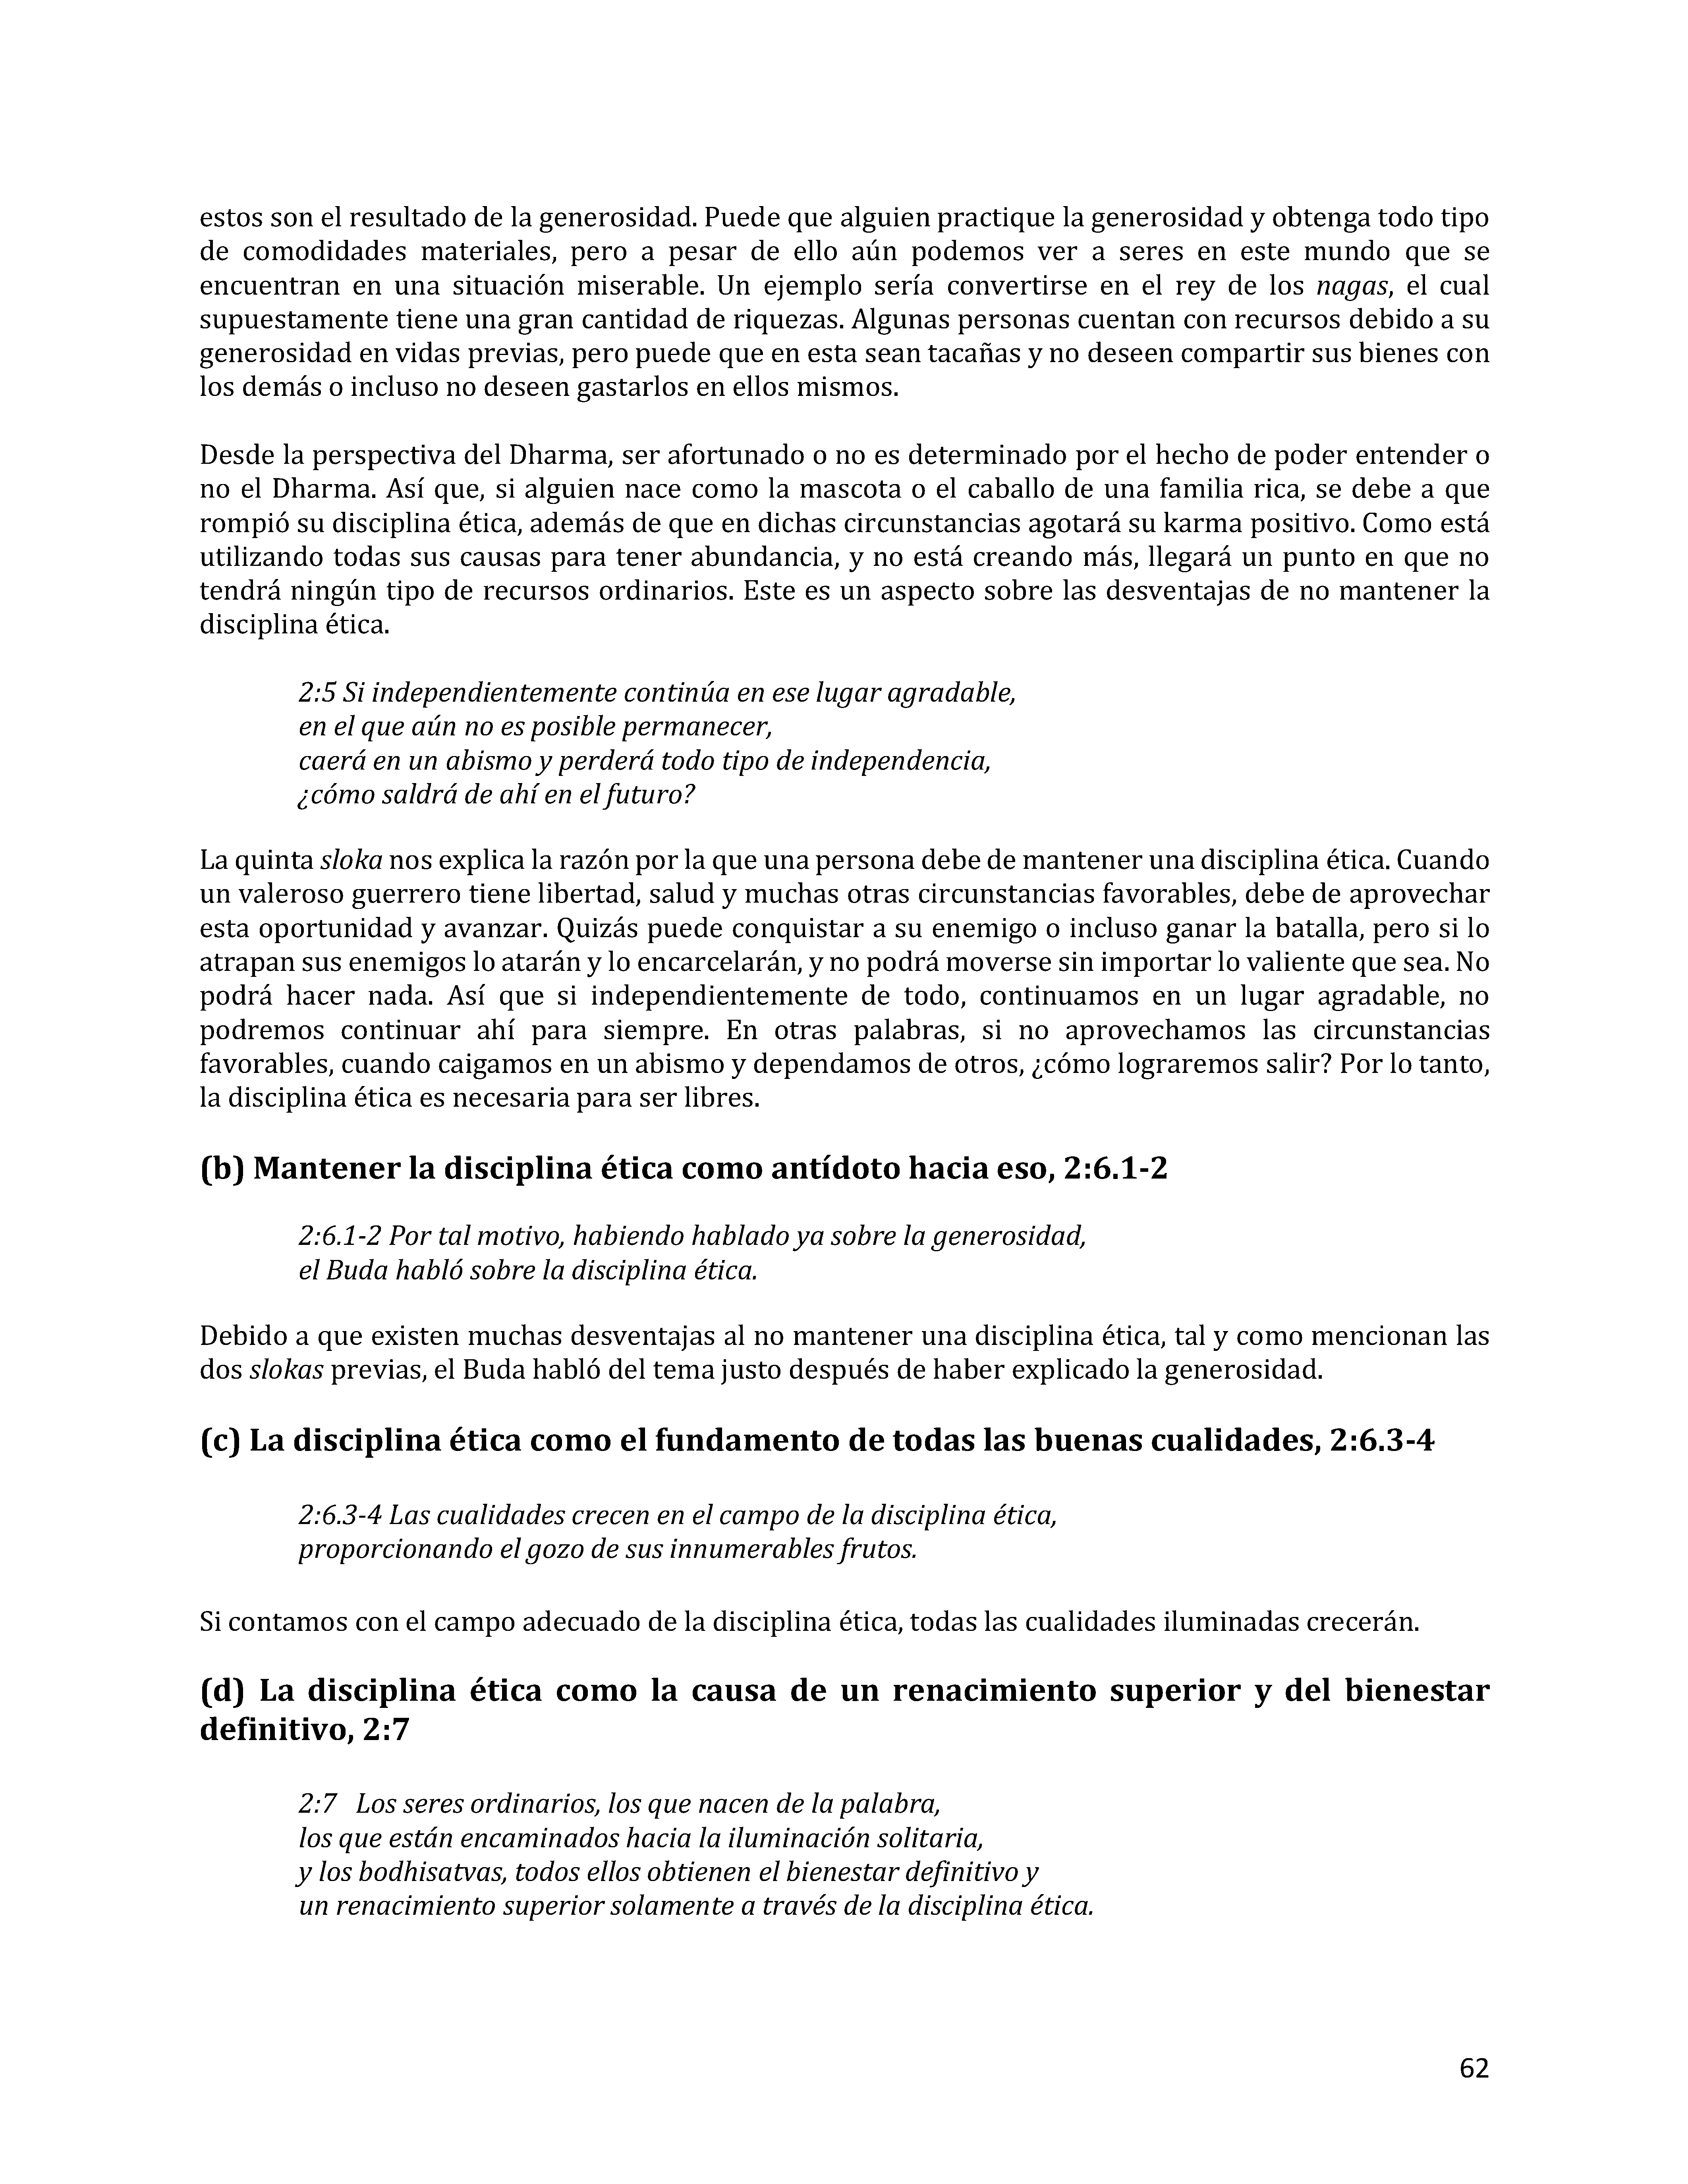 estos son el resultado de la generosidad. Puede que alguien practique la generosidad y obtenga todo tipo
de comodidades materiales, pero a pesar de ello aún podemos ver a seres en este mundo que se
encuentran en una situación miserable. Un ejemplo sería convertirse en el rey de los nagas, el cual
supuestamente tiene una gran cantidad de riquezas. Algunas personas cuentan con recursos debido a su
generosidad en vidas previas, pero puede que en esta sean tacañas y no deseen compartir sus bienes con
los demás o incluso no deseen gastarlos en ellos mismos.
Desde la perspectiva del Dharma, ser afortunado o no es determinado por el hecho de poder entender o
no el Dharma. Así que, si alguien nace como la mascota o el caballo de una familia rica, se debe a que
rompió su disciplina ética, además de que en dichas circunstancias agotará su karma positivo. Como está
utilizando todas sus causas para tener abundancia, y no está creando más, llegará un punto en que no
tendrá ningún tipo de recursos ordinarios. Este es un aspecto sobre las desventajas de no mantener la
disciplina ética.
2:5 Si independientemente continúa en ese lugar agradable,
en el que aún no es posible permanecer,
caerá en un abismo y perderá todo tipo de independencia,
¿cómo saldrá de ahí en el futuro?
La quinta sloka nos explica la razón por la que una persona debe de mantener una disciplina ética. Cuando
un valeroso guerrero tiene libertad, salud y muchas otras circunstancias favorables, debe de aprovechar
esta oportunidad y avanzar. Quizás puede conquistar a su enemigo o incluso ganar la batalla, pero si lo
atrapan sus enemigos lo atarán y lo encarcelarán, y no podrá moverse sin importar lo valiente que sea. No
podrá hacer nada. Así que si independientemente de todo, continuamos en un lugar agradable, no
podremos continuar ahí para siempre. En otras palabras, si no aprovechamos las circunstancias
favorables, cuando caigamos en un abismo y dependamos de otros, ¿cómo lograremos salir? Por lo tanto,
la disciplina ética es necesaria para ser libres.
(b) Mantener la disciplina ética como antídoto hacia eso, 2:6.1-2
2:6.1-2 Por tal motivo, habiendo hablado ya sobre la generosidad,
el Buda habló sobre la disciplina ética.
Debido a que existen muchas desventajas al no mantener una disciplina ética, tal y como mencionan las
dos slokas previas, el Buda habló del tema justo después de haber explicado la generosidad.
(c) La disciplina ética como el fundamento de todas las buenas cualidades, 2:6.3-4
2:6.3-4 Las cualidades crecen en el campo de la disciplina ética,
proporcionando el gozo de sus innumerables frutos.
Si contamos con el campo adecuado de la disciplina ética, todas las cualidades iluminadas crecerán.
(d) La disciplina ética como la causa de un renacimiento superior y del bienestar
definitivo, 2:7
2:7 Los seres ordinarios, los que nacen de la palabra,
los que están encaminados hacia la iluminación solitaria,
y los bodhisatvas, todos ellos obtienen el bienestar definitivo y
un renacimiento superior solamente a través de la disciplina ética.
62